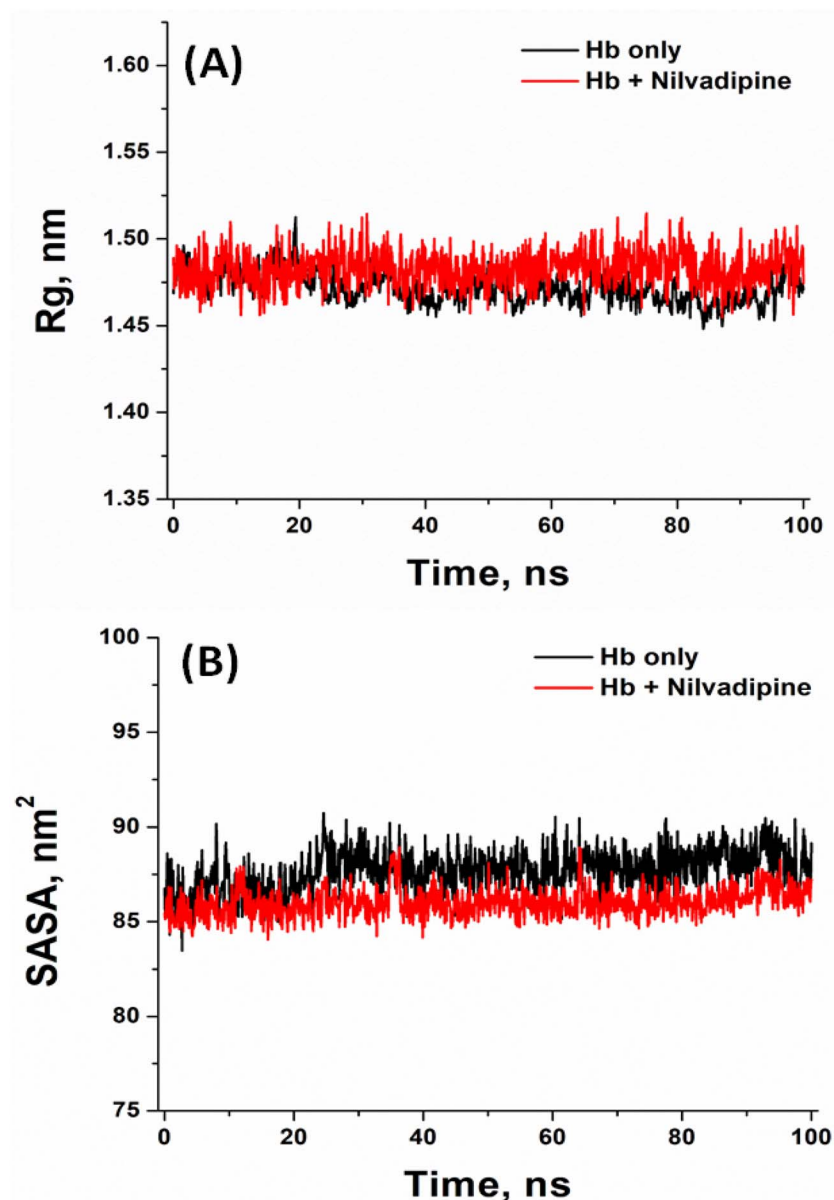 (A)
Hb only
Hb + Nilvadipine
Rg, nm
1.60
1.55
1.50
1.45
1.40
1.35
0
20
40
60
80
100
Time, ns
(B)
Hb only
Hb + Nilvadipine
SASA, nm²
100
95
90
85
80
75
0
20
40
60
80
100
Time, ns